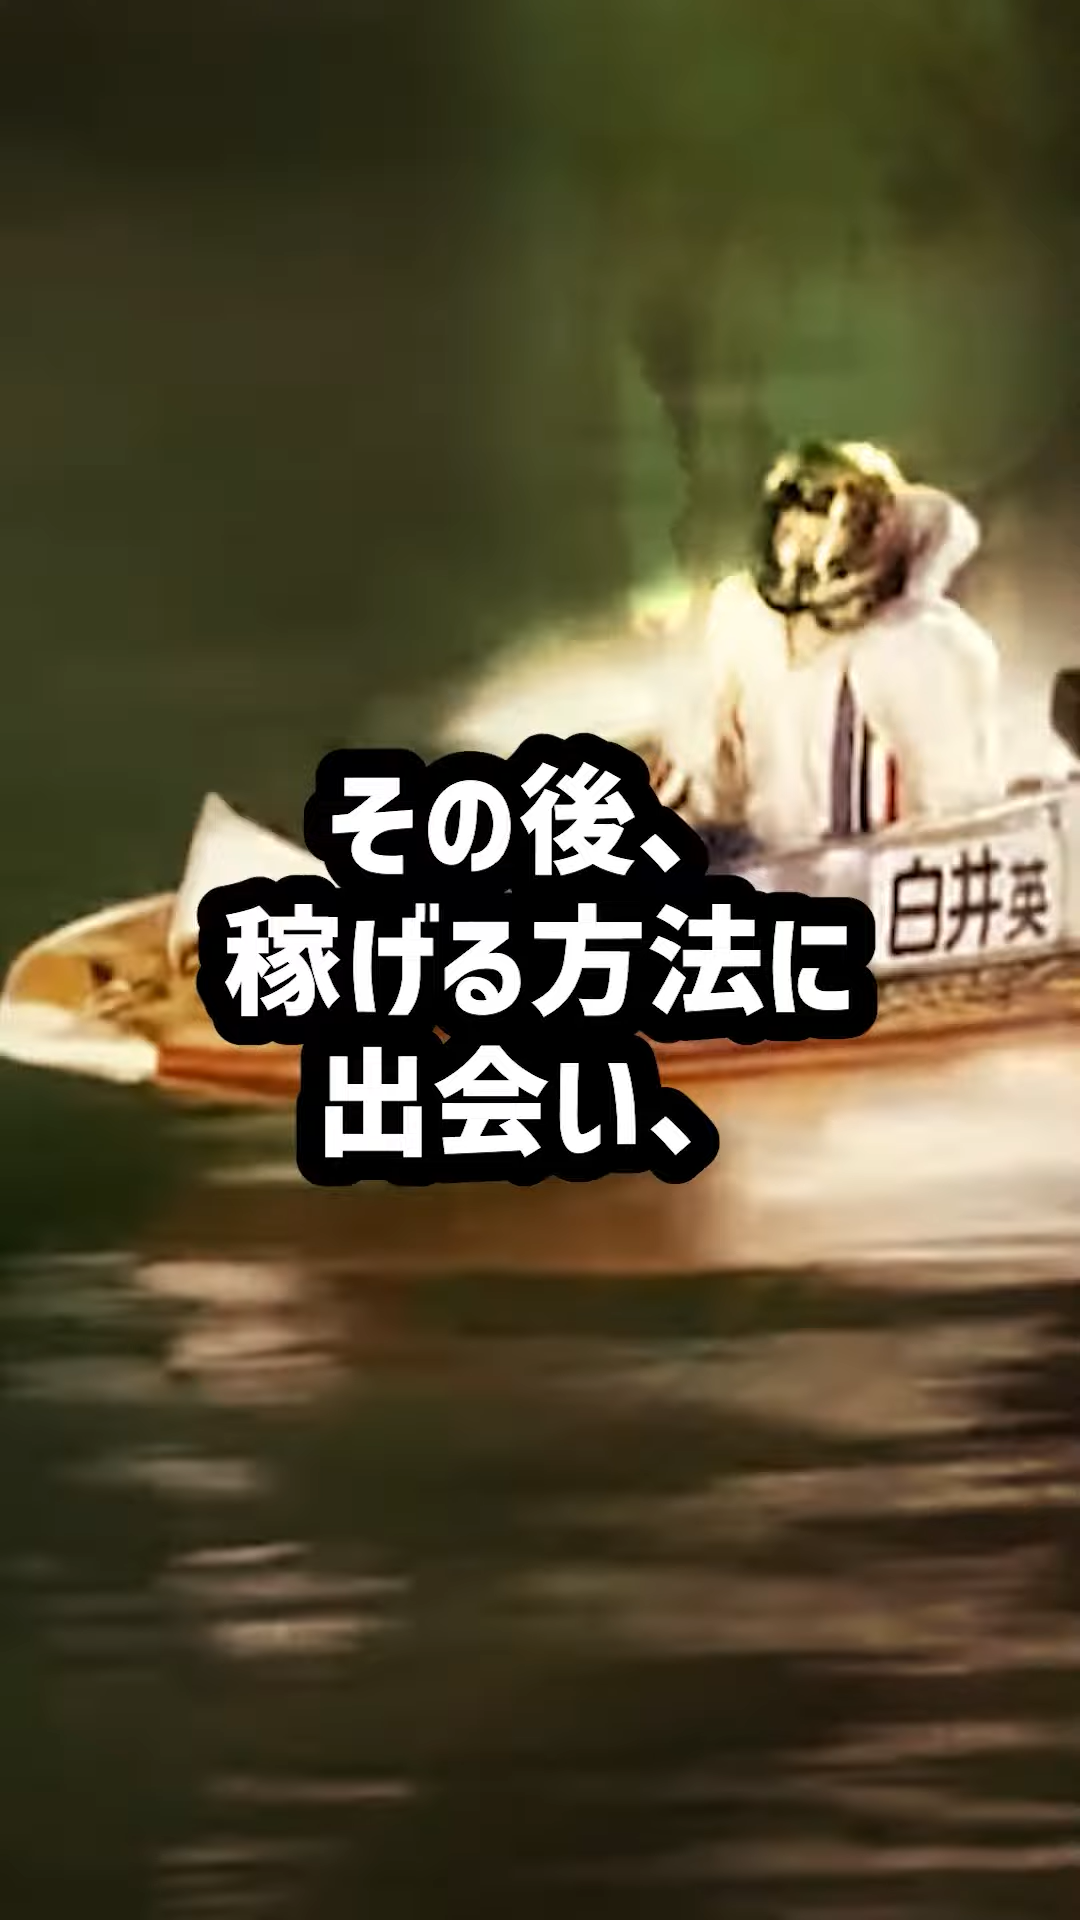 その後、
稼げる方法に
出会い、
白井英